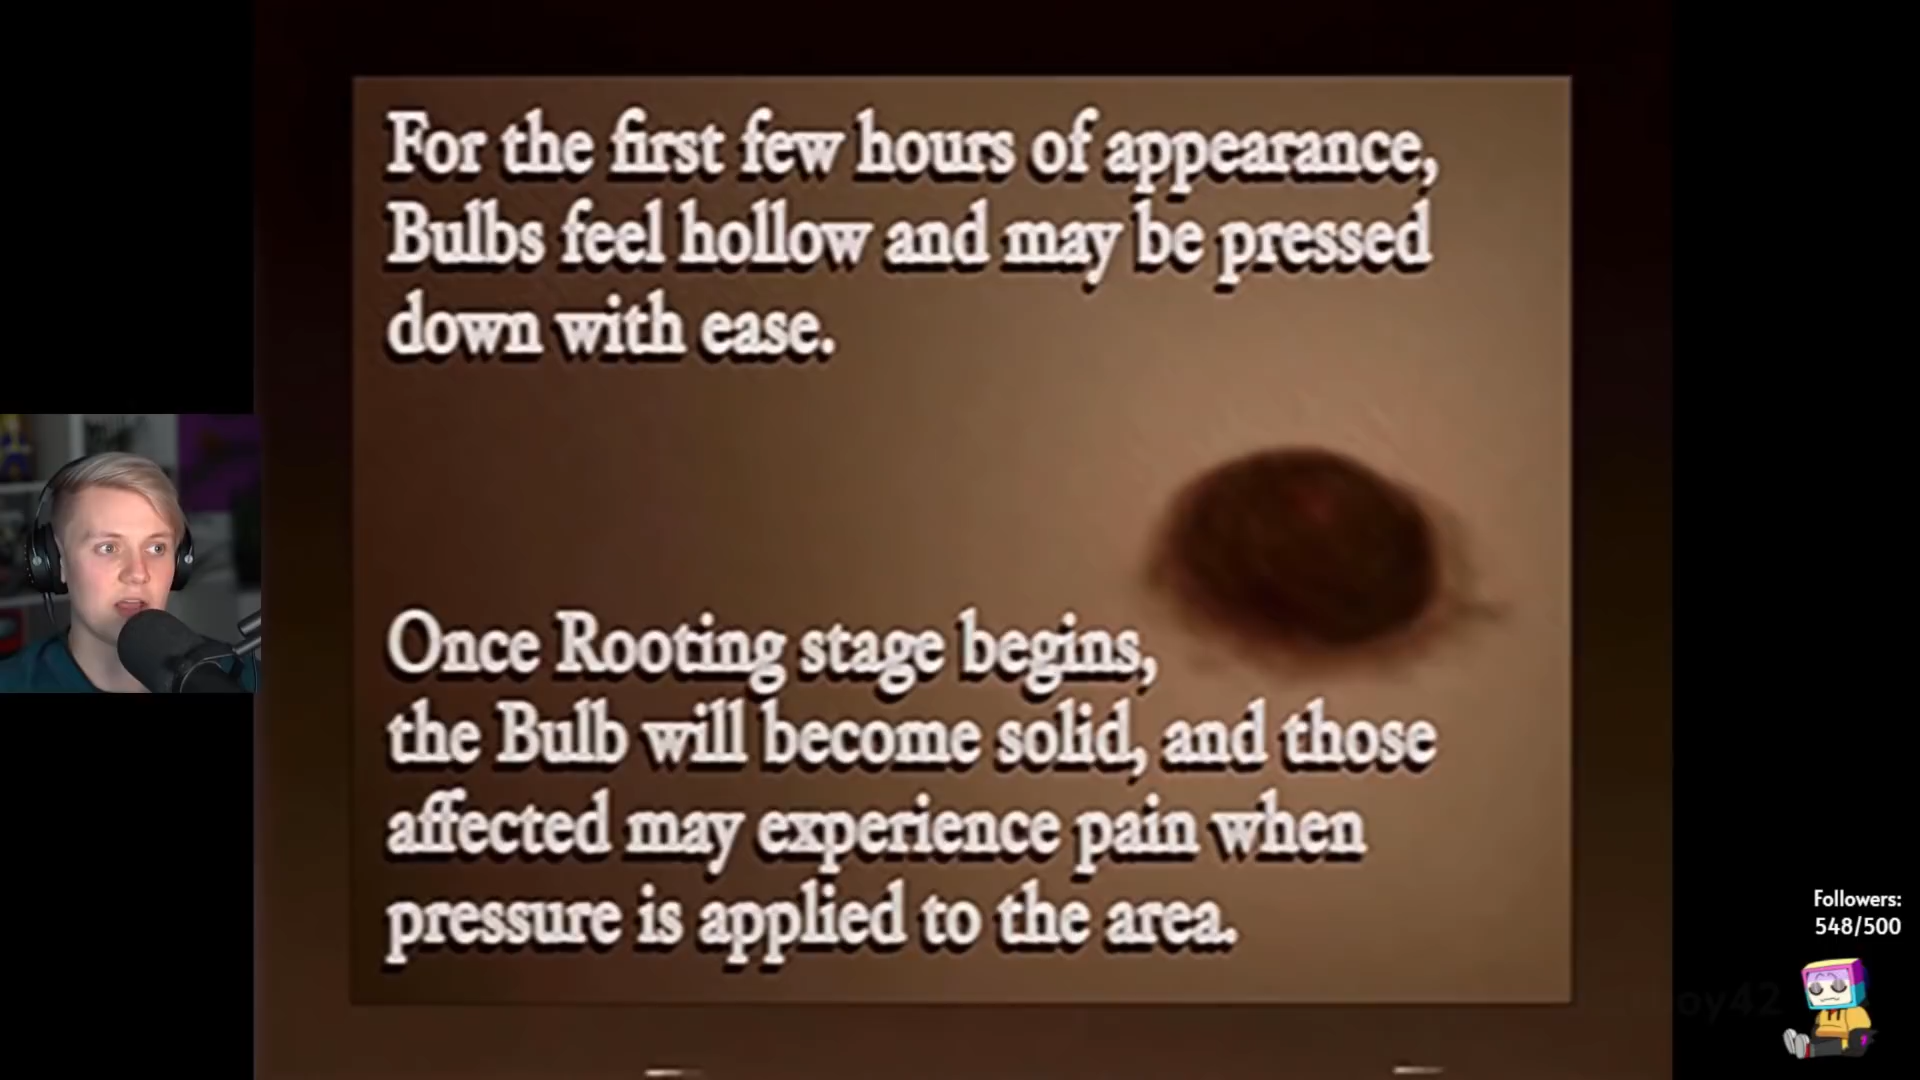 For the first few hours of appearance,
Bulbs feel hollow and may be pressed
down with ease.
Once Rooting stage begins,
the Bulb will become solid, and those
affected may experience pain when
pressure is applied to the area.
Followers:
548/500